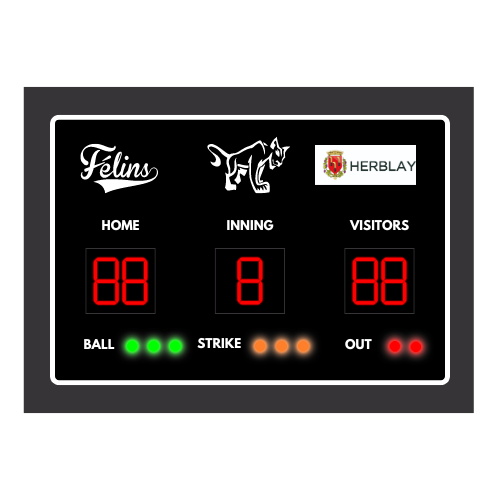 Félins HERBLAY
HOME INNING VISITORS
88 8 88
BALL STRIKE OUT